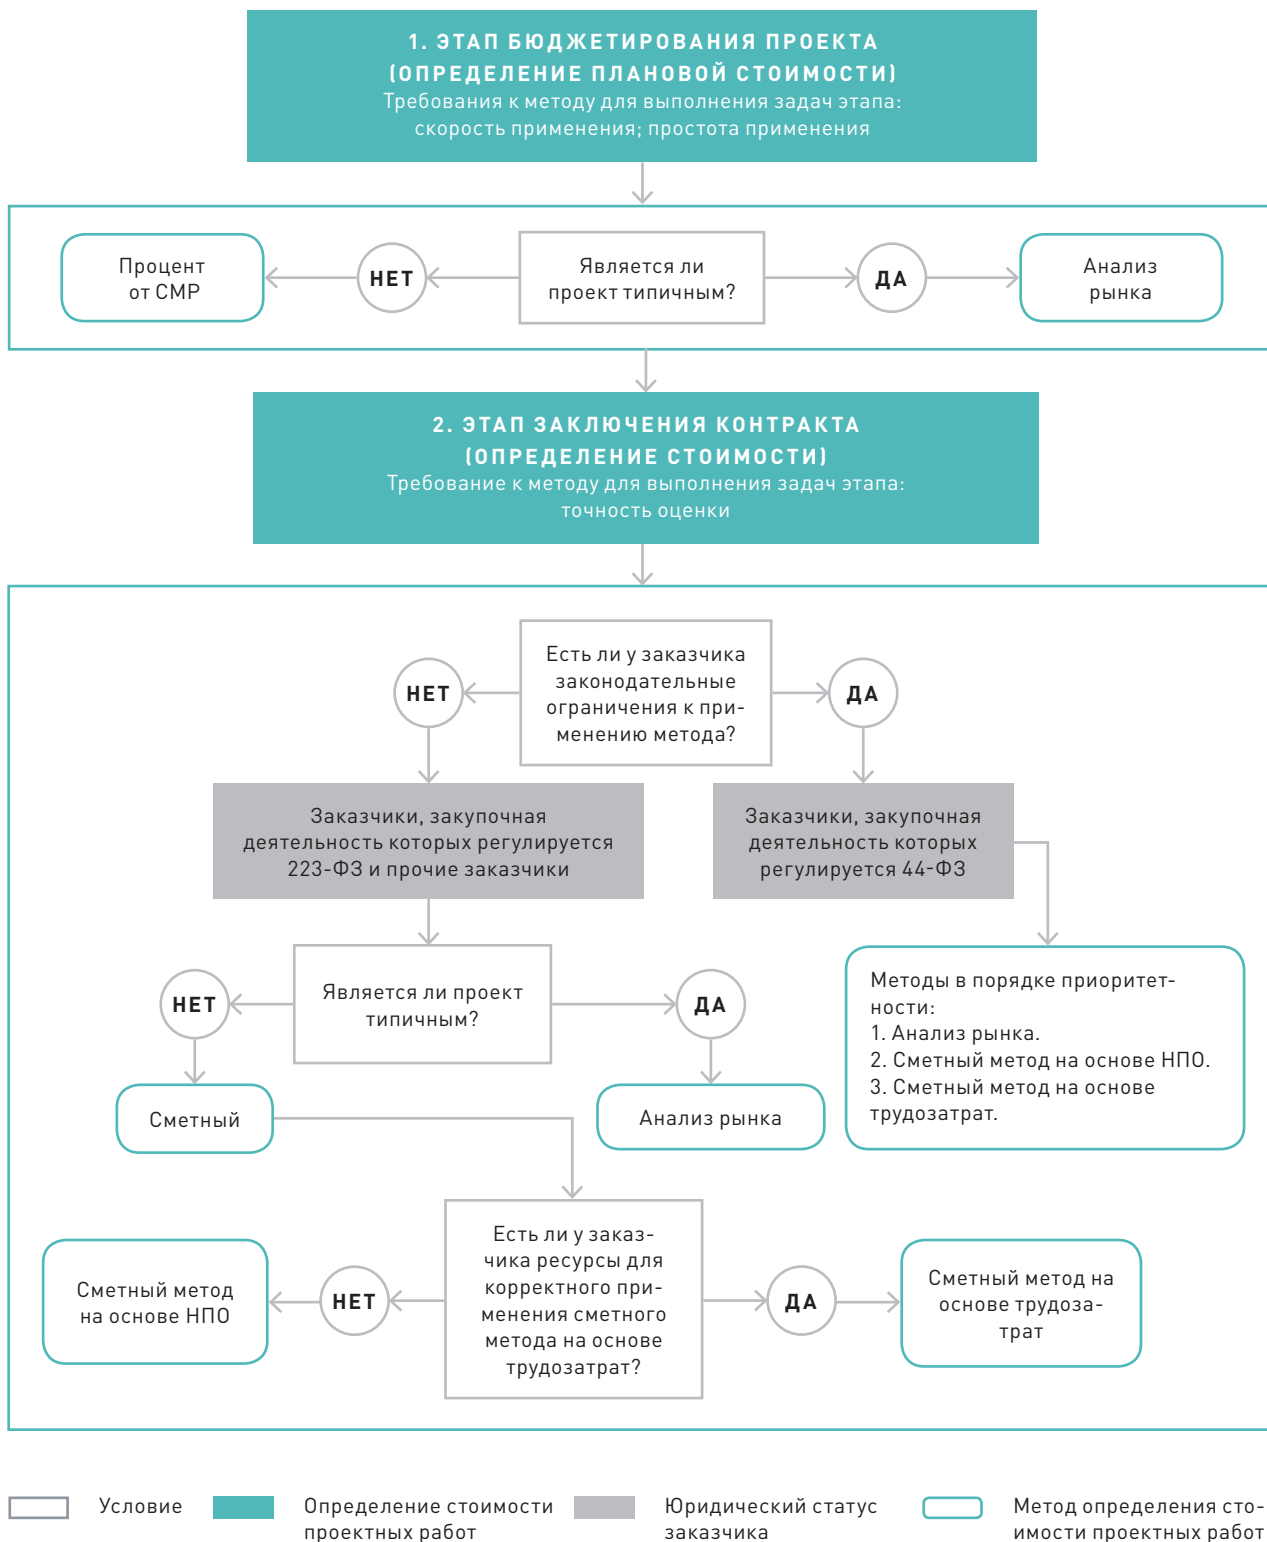 1. ЭТАП БЮДЖЕТИРОВАНИЯ ПРОЕКТА
(ОПРЕДЕЛЕНИЕ ПЛАНОВОЙ СТОИМОСТИ)
Требования к методу для выполнения задач этапа:
скорость применения; простота применения
Процент
от СМР
НЕТ
Является ли
проект типичным?
ДА
Анализ
рынка
2. ЭТАП ЗАКЛЮЧЕНИЯ КОНТРАКТА
(ОПРЕДЕЛЕНИЕ СТОИМОСТИ)
Требование к методу для выполнения задач этапа:
точность оценки
НЕТ
Есть ли у заказчика
законодательные
ограничения к при-
менению метода?
ДА
Заказчики, закупочная
деятельность которых регулируется
223-ФЗ и прочие заказчики
Заказчики, закупочная
деятельность которых
регулируется 44-ФЗ
НЕТ
Является ли проект
типичным?
ДА
Методы в порядке приоритет-
ности:
1. Анализ рынка.
2. Сметный метод на основе НПО.
3. Сметный метод на основе
трудозатрат.
Сметный
Анализ рынка
Сметный метод
на основе НПО
НЕТ
Есть ли у заказ-
чика ресурсы для
корректного при-
менения сметного
метода на основе
трудозатрат?
ДА
Сметный метод на
основе трудоза-
трат
Условие
Определение стоимости
проектных работ
Юридический статус
заказчика
Метод определения сто-
имости проектных работ